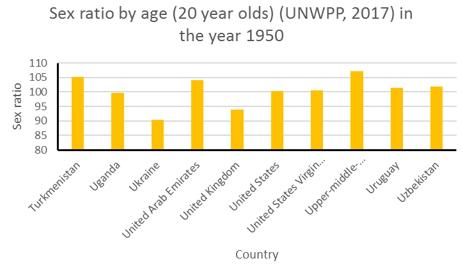 Sex ratio by age (20 year olds) (UNWPP, 2017) in
the year 1950
Sex ratio
110
105
100
95
90
85
80
Turkmenistan
Uganda
Ukraine
United Arab Emirates
United Kingdom
United States
United States Virgin…
Upper-middle-…
Uruguay
Uzbekistan
Country